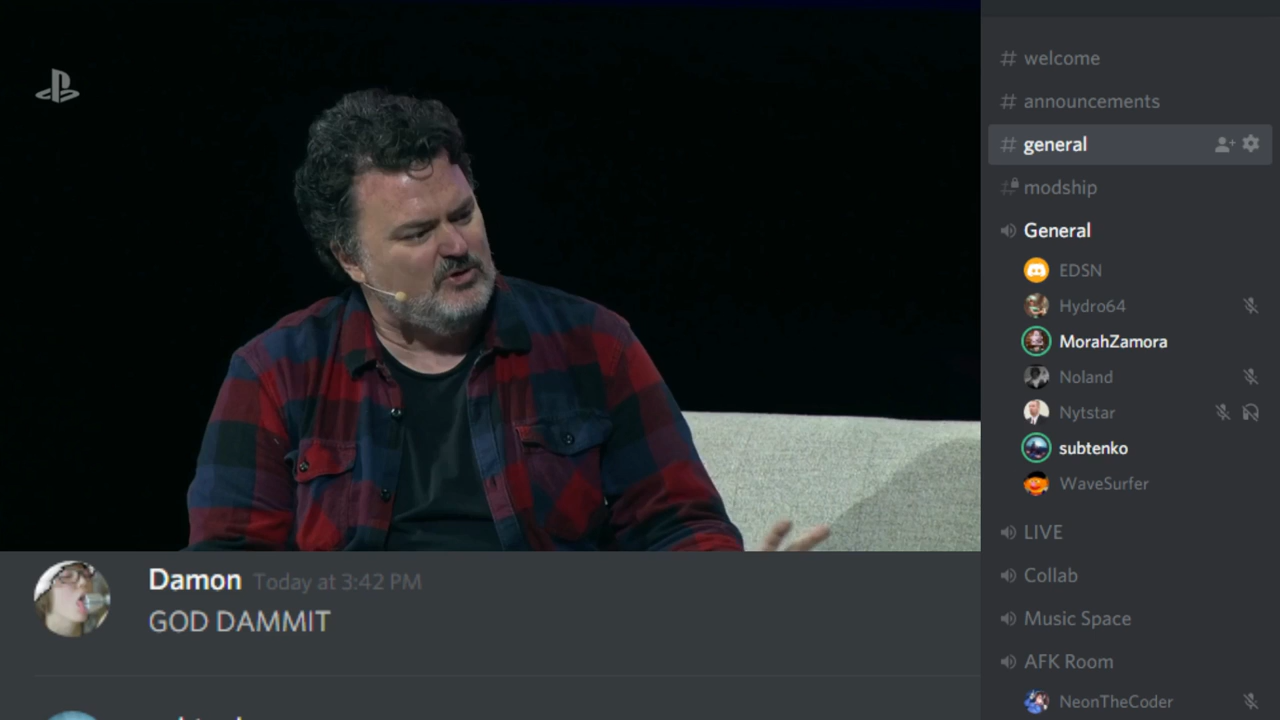 Damon Today at 3:42 PM
GOD DAMMIT
# welcome
# announcements
# general
modship
General
EDSN
Hydro64
MorahZamora
Noland
Nytstar
subtenko
WaveSurfer
LIVE
Collab
Music Space
AFK Room
NeonTheCoder